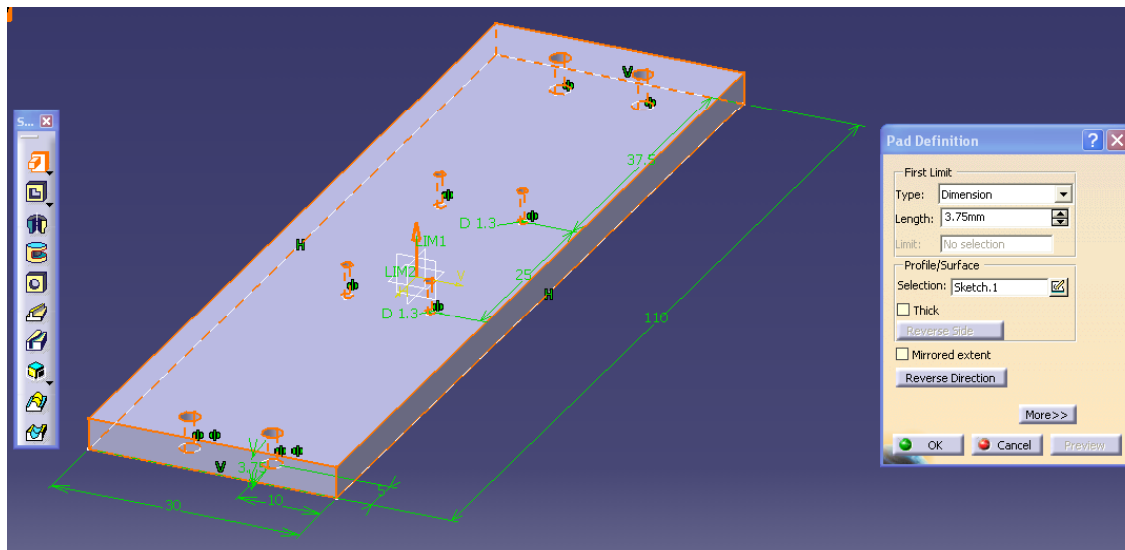 S...
Pad Definition
?
First Limit
Type: Dimension
Length: 3.75mm
Limit: No selection
Profile/Surface
Selection: Sketch.1
Thick
Reverse Side
Mirrored extent
Reverse Direction
More>>
OK Cancel Preview
V
37.5
D 1.3
LIM1
H
LIM2
Y
25
H
D 1.3
110
3.75
V
5
10
30